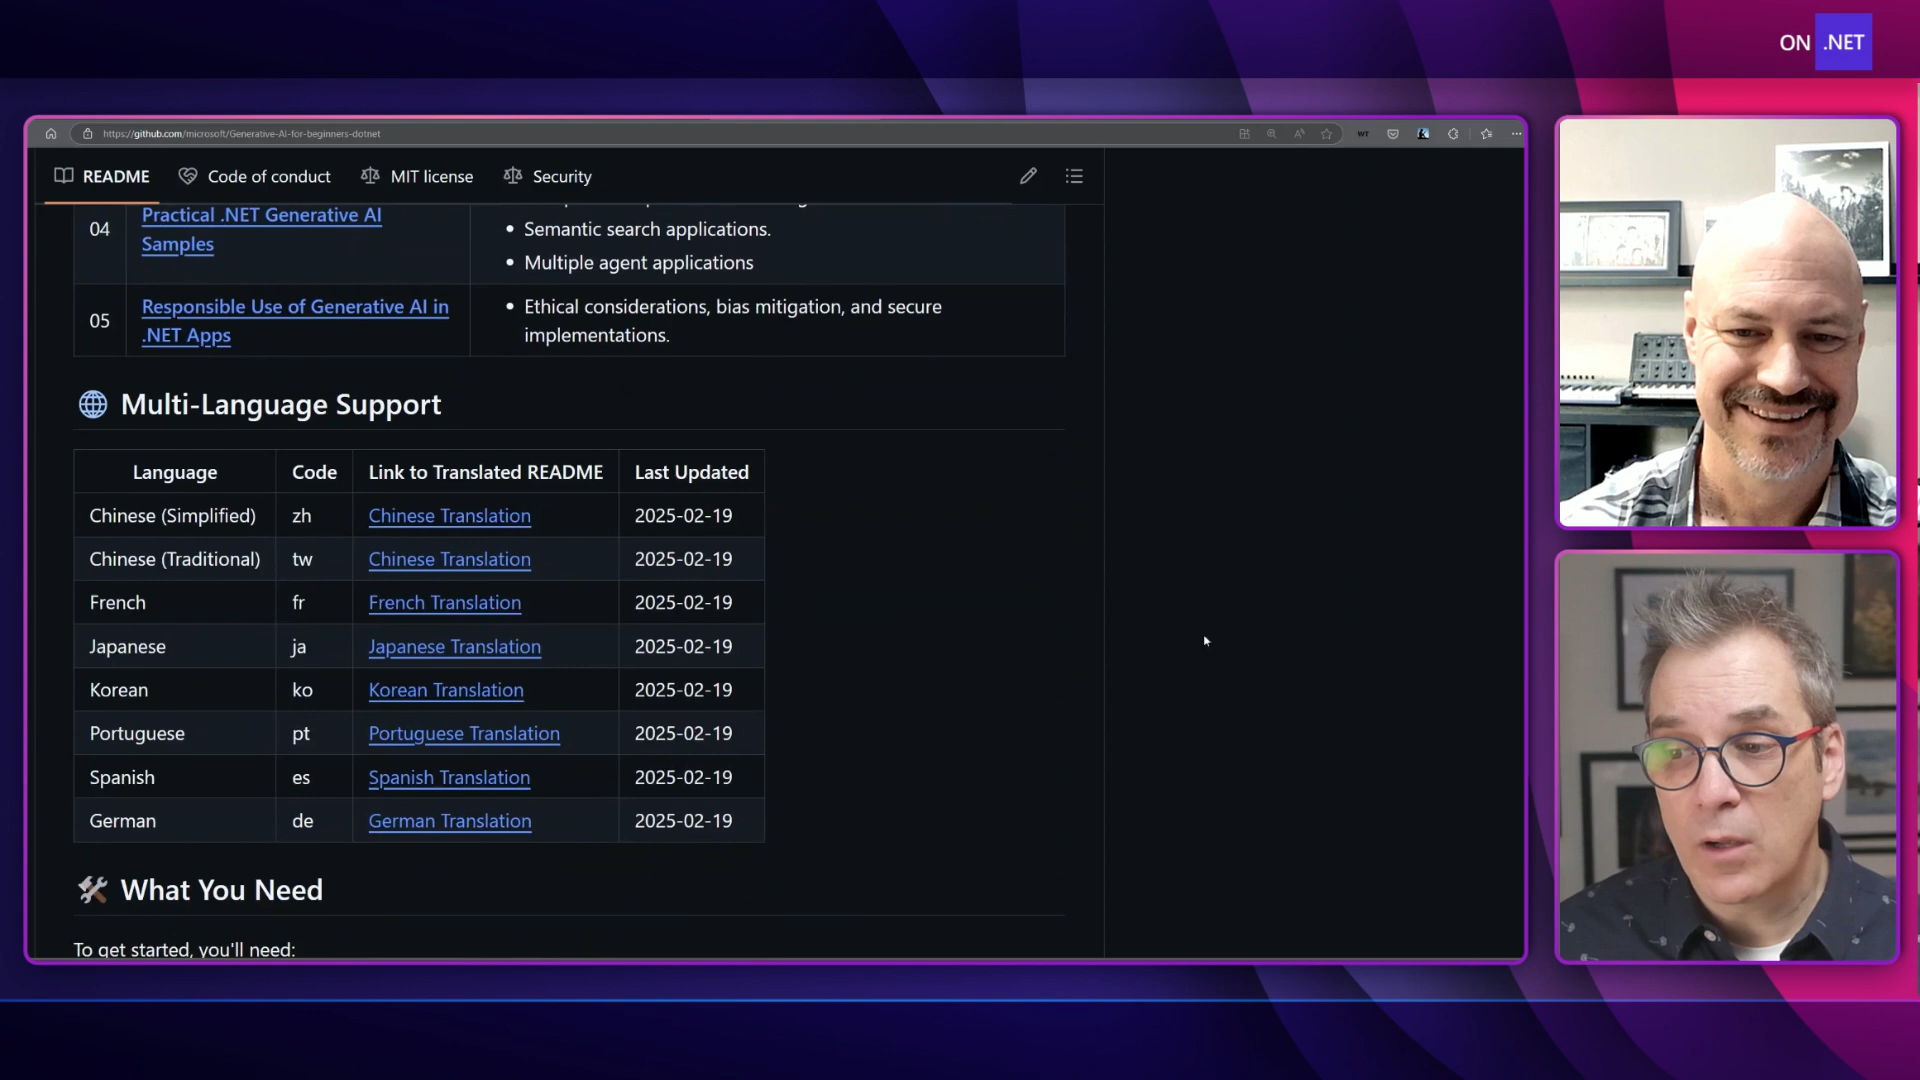 ON .NET
https://github.com/microsoft/Generative-AI-for-beginners-dotnet
README Code of conduct MIT license Security
04 Practical .NET Generative AI
Samples
• Semantic search applications.
• Multiple agent applications
05 Responsible Use of Generative AI in
.NET Apps
• Ethical considerations, bias mitigation, and secure
implementations.
Multi-Language Support
Language Code Link to Translated README Last Updated
Chinese (Simplified) zh Chinese Translation 2025-02-19
Chinese (Traditional) tw Chinese Translation 2025-02-19
French fr French Translation 2025-02-19
Japanese ja Japanese Translation 2025-02-19
Korean ko Korean Translation 2025-02-19
Portuguese pt Portuguese Translation 2025-02-19
Spanish es Spanish Translation 2025-02-19
German de German Translation 2025-02-19
What You Need
To get started, you'll need: